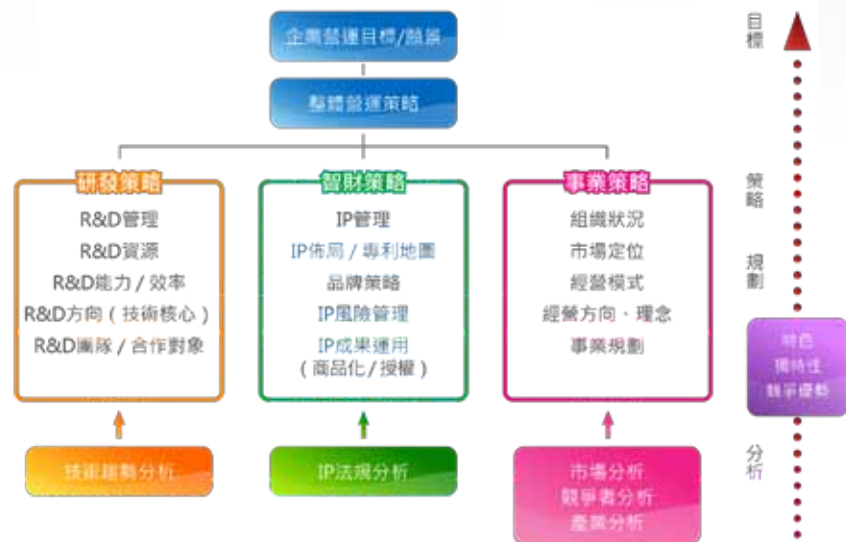 企業營運目標/願景
整體營運策略
研發策略
R&D管理
R&D資源
R&D能力 / 效率
R&D方向 ( 技術核心 )
R&D團隊 / 合作對象
技術趨勢分析
智財策略
IP管理
IP佈局 / 專利地圖
品牌策略
IP風險管理
IP成果運用
( 商品化 / 授權 )
IP法規分析
事業策略
組織狀況
市場定位
經營模式
經營方向、理念
事業規劃
市場分析
競爭者分析
產業分析
目標
策略
規劃
特色
獨特性
競爭優勢
分析